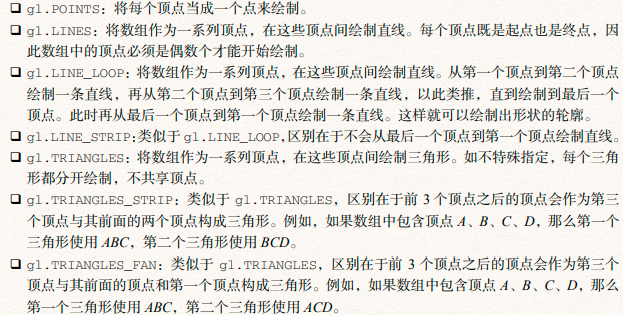 ❑ gl.POINTS：将每个顶点当成一个点来绘制。
❑ gl.LINES：将数组作为一系列顶点，在这些顶点间绘制直线。每个顶点既是起点也是终点，因
此数组中的顶点必须是偶数个才能开始绘制。
❑ gl.LINE_LOOP：将数组作为一系列顶点，在这些顶点间绘制直线。从第一个顶点到第二个顶点
绘制一条直线，再从第二个顶点到第三个顶点绘制一条直线，以此类推，直到绘制到最后一个
顶点。此时再从最后一个顶点到第一个顶点绘制一条直线。这样就可以绘制出形状的轮廓。
❑ gl.LINE_STRIP：类似于gl.LINE_LOOP，区别在于不会从最后一个顶点到第一个顶点绘制直线。
❑ gl.TRIANGLES：将数组作为一系列顶点，在这些顶点间绘制三角形。如不特殊指定，每个三角
形都分开绘制，不共享顶点。
❑ gl.TRIANGLES_STRIP：类似于 gl.TRIANGLES，区别在于前 3 个顶点之后的顶点会作为第三
个顶点与其前面的两个顶点构成三角形。例如，如果数组中包含顶点 A、B、C、D，那么第一个
三角形使用 ABC，第二个三角形使用 BCD。
❑ gl.TRIANGLES_FAN：类似于 gl.TRIANGLES，区别在于前 3 个顶点之后的顶点会作为第三个
顶点与其前面的顶点和第一个顶点构成三角形。例如，如果数组中包含顶点 A、B、C、D，那么
第一个三角形使用 ABC，第二个三角形使用 ACD。